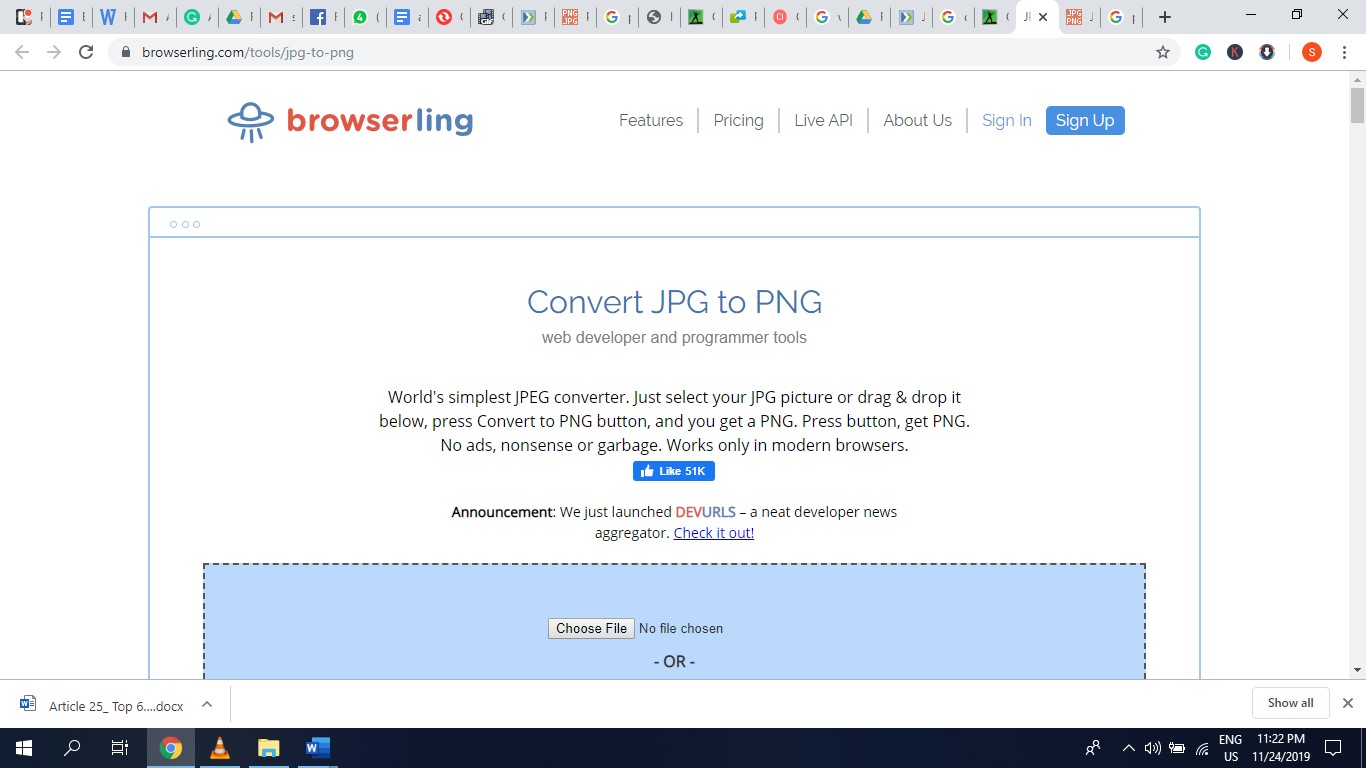 browserling.com/tools/jpg-to-png
browserling
Features
Pricing
Live API
About Us
Sign In
Sign Up
Convert JPG to PNG
web developer and programmer tools
World's simplest JPEG converter. Just select your JPG picture or drag & drop it
below, press Convert to PNG button, and you get a PNG. Press button, get PNG.
No ads, nonsense or garbage. Works only in modern browsers.
Like 51K
Announcement: We just launched DEVURLS – a neat developer news
aggregator. Check it out!
Choose File No file chosen
- OR -
Article 25_ Top 6....docx
Show all
ENG
US
11:22 PM
11/24/2019